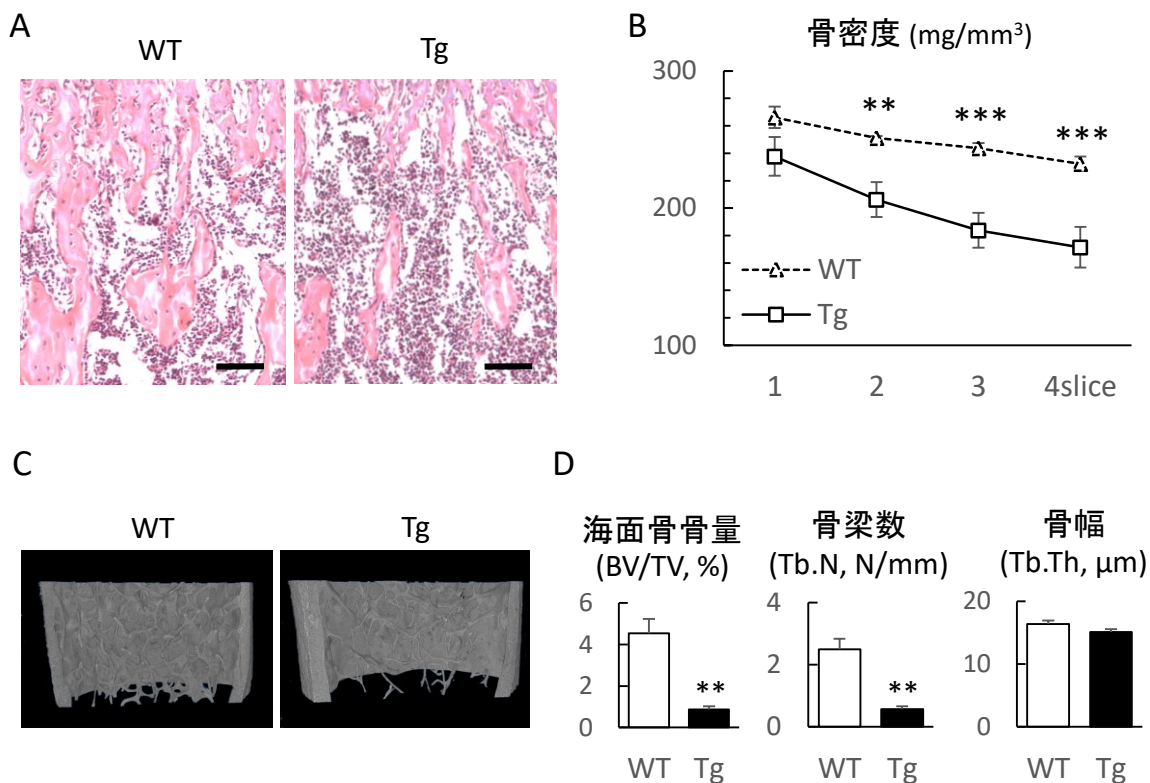 A
WT
Tg
B
骨密度 (mg/mm³)
300
200
100
**
***
***
WT
Tg
1
2
3
4slice
C
WT
Tg
D
海面骨骨量
(BV/TV, %)
6
4
2
0
**
WT
Tg
骨梁数
(Tb.N, N/mm)
4
2
0
**
WT
Tg
骨幅
(Tb.Th, μm)
20
10
0
WT
Tg